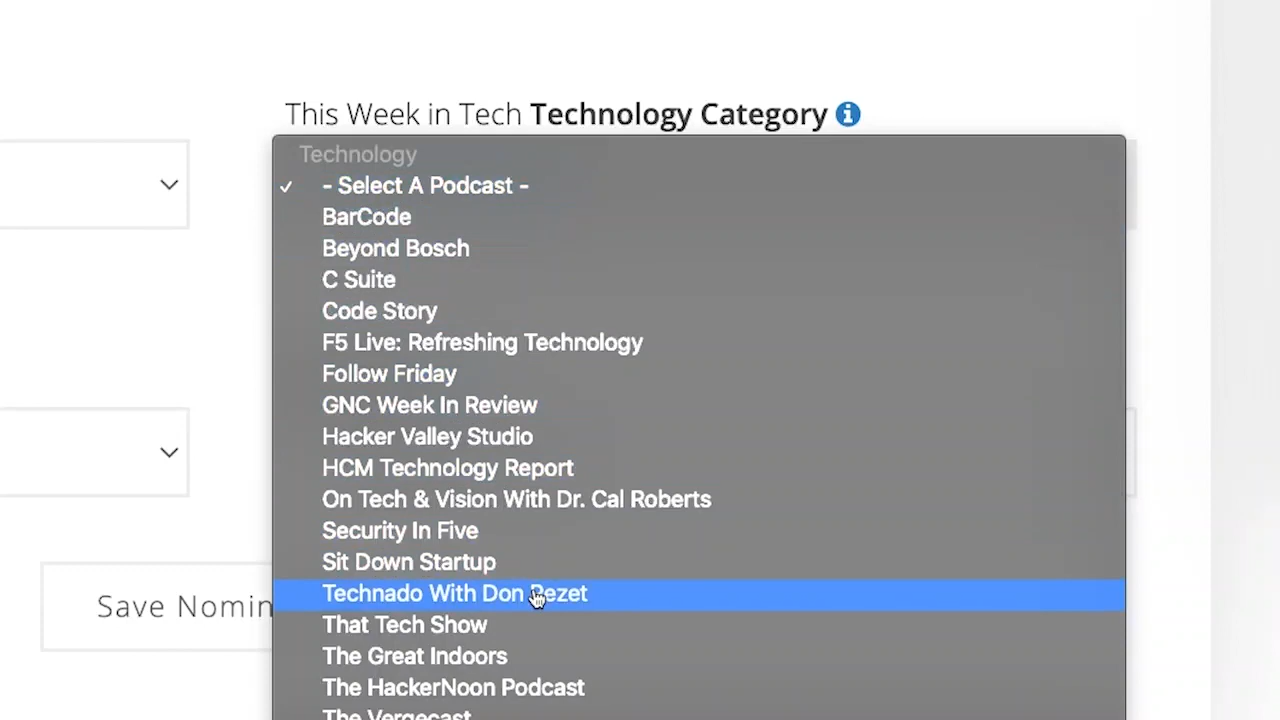 This Week in Tech Technology Category
Technology
- Select A Podcast -
BarCode
Beyond Bosch
C Suite
Code Story
F5 Live: Refreshing Technology
Follow Friday
GNC Week In Review
Hacker Valley Studio
HCM Technology Report
On Tech & Vision With Dr. Cal Roberts
Security In Five
Sit Down Startup
Technado With Don Pezet
That Tech Show
The Great Indoors
The HackerNoon Podcast
The Vergecast
Save Nomin